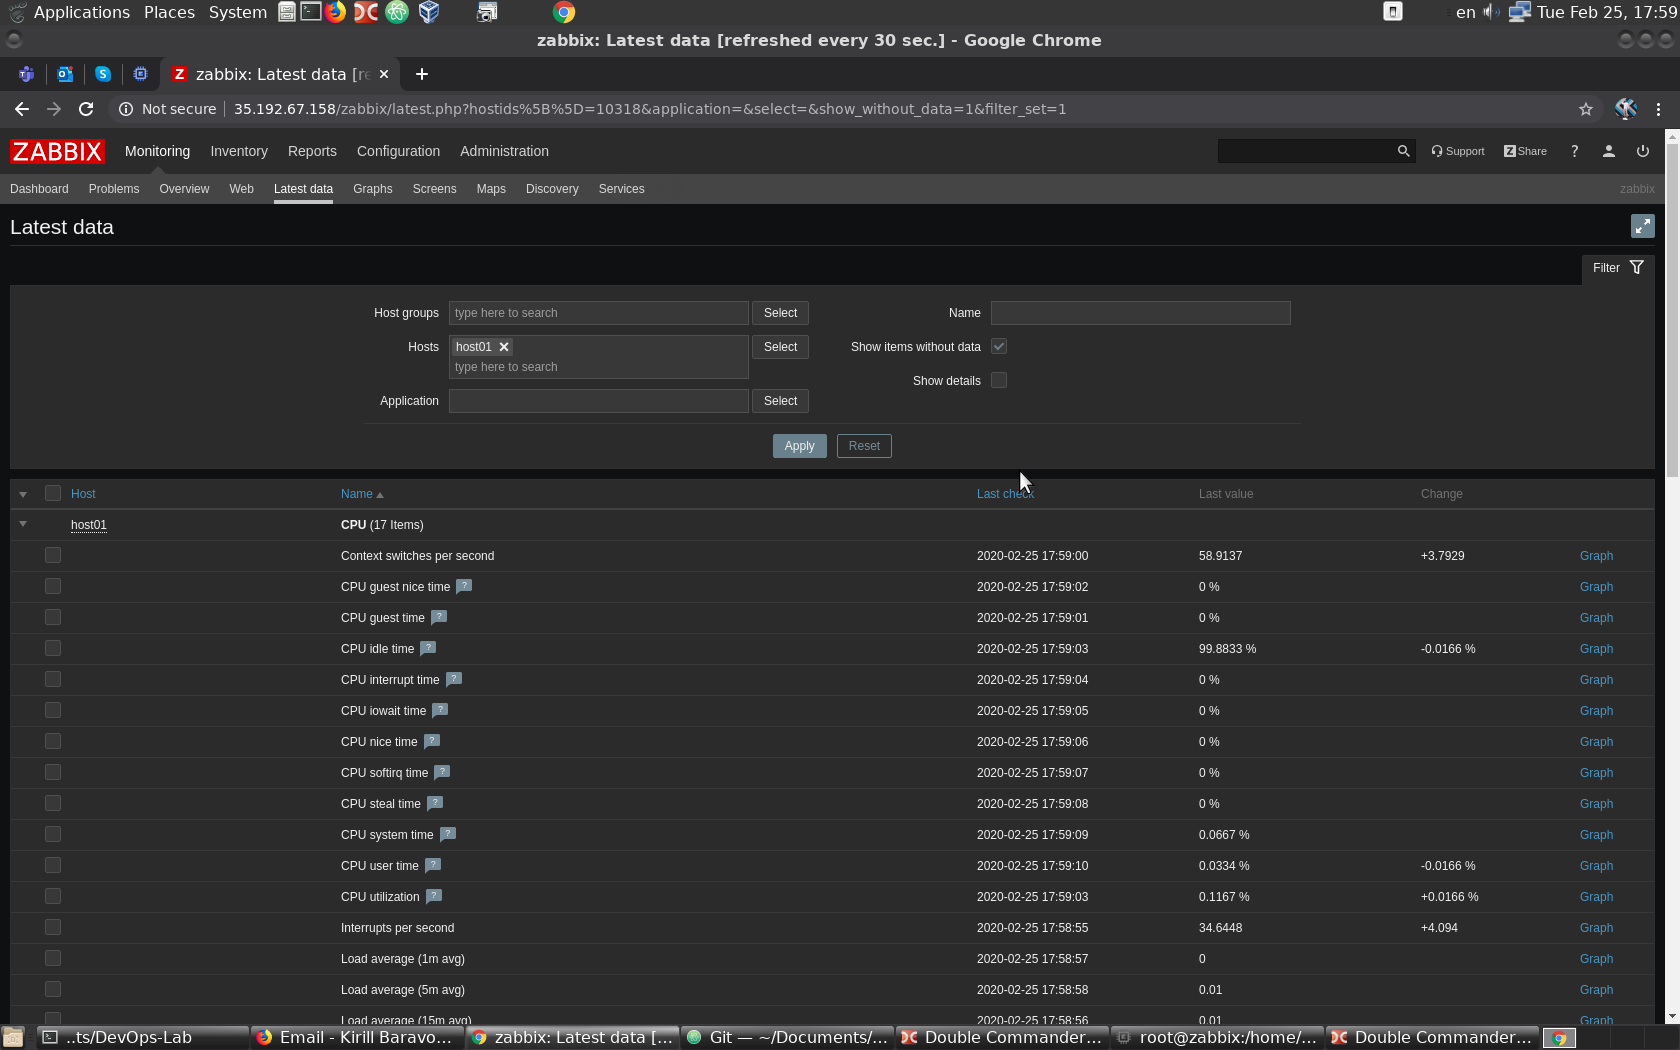 Applications Places System en Tue Feb 25, 17:59
zabbix: Latest data [refreshed every 30 sec.] - Google Chrome
zabbix: Latest data [re
Not secure 35.192.67.158/zabbix/latest.php?hostids%5B%5D=10318&application=&select=&show_without_data=1&filter_set=1
ZABBIX Monitoring Inventory Reports Configuration Administration Support Z Share ?
Dashboard Problems Overview Web Latest data Graphs Screens Maps Discovery Services zabbix
Latest data
Filter
Host groups type here to search Select Name
Hosts host01 Select Show items without data
type here to search
Show details
Application Select
Apply Reset
Host Name Last check Last value Change
host01 CPU (17 Items)
Context switches per second 2020-02-25 17:59:00 58.9137 +3.7929 Graph
CPU guest nice time ? 2020-02-25 17:59:02 0 % Graph
CPU guest time ? 2020-02-25 17:59:01 0 % Graph
CPU idle time ? 2020-02-25 17:59:03 99.8833 % -0.0166 % Graph
CPU interrupt time ? 2020-02-25 17:59:04 0 % Graph
CPU iowait time ? 2020-02-25 17:59:05 0 % Graph
CPU nice time ? 2020-02-25 17:59:06 0 % Graph
CPU softirq time ? 2020-02-25 17:59:07 0 % Graph
CPU steal time ? 2020-02-25 17:59:08 0 % Graph
CPU system time ? 2020-02-25 17:59:09 0.0667 % Graph
CPU user time ? 2020-02-25 17:59:10 0.0334 % -0.0166 % Graph
CPU utilization ? 2020-02-25 17:59:03 0.1167 % +0.0166 % Graph
Interrupts per second 2020-02-25 17:58:55 34.6448 +4.094 Graph
Load average (1m avg) 2020-02-25 17:58:57 0 Graph
Load average (5m avg) 2020-02-25 17:58:58 0.01 Graph
Load average (15m avg) 2020-02-25 17:58:56 0.01 Graph
..ts/DevOps-Lab Email - Kirill Baravo... zabbix: Latest data [... Git — ~/Documents/... Double Commander... root@zabbix:/home/... Double Commander...